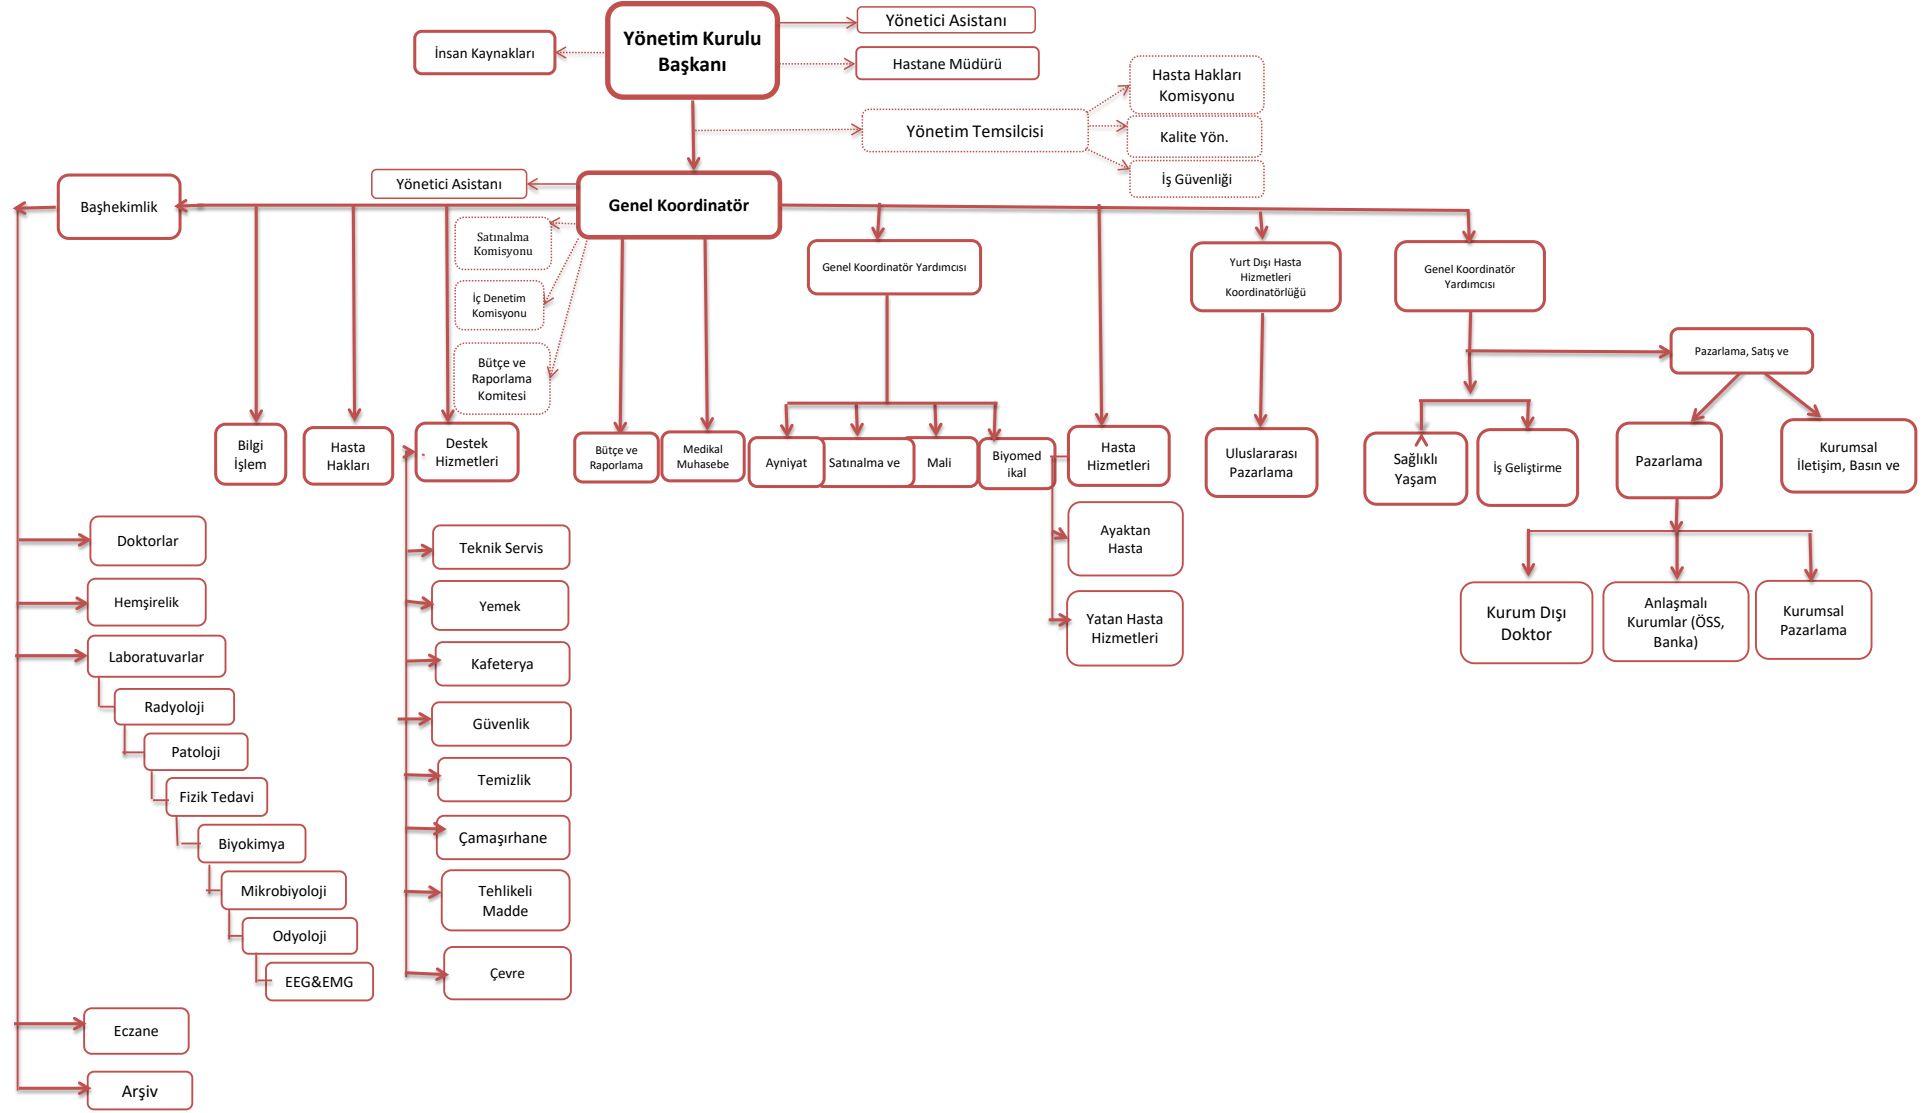 Yönetim Kurulu
Başkanı
Yönetici Asistanı
İnsan Kaynakları
Hastane Müdürü
Hasta Hakları
Komisyonu
Yönetim Temsilcisi
Kalite Yön.
İş Güvenliği
Yönetici Asistanı
Başhekimlik
Genel Koordinatör
Satınalma
Komisyonu
İç Denetim
Komisyonu
Bütçe ve
Raporlama
Komitesi
Genel Koordinatör Yardımcısı
Yurt Dışı Hasta
Hizmetleri
Koordinatörlüğü
Genel Koordinatör
Yardımcısı
Pazarlama, Satış ve
Bilgi
İşlem
Hasta
Hakları
Destek
Hizmetleri
Bütçe ve
Raporlama
Medikal
Muhasebe
Ayniyat
Satınalma ve
Mali
Biyomed
ikal
Hasta
Hizmetleri
Uluslararası
Pazarlama
Sağlıklı
Yaşam
İş Geliştirme
Pazarlama
Kurumsal
İletişim, Basın ve
Doktorlar
Hemşirelik
Laboratuvarlar
Radyoloji
Patoloji
Fizik Tedavi
Biyokimya
Mikrobiyoloji
Odyoloji
EEG&EMG
Eczane
Arşiv
Teknik Servis
Yemek
Kafeterya
Güvenlik
Temizlik
Çamaşırhane
Tehlikeli
Madde
Çevre
Ayaktan
Hasta
Yatan Hasta
Hizmetleri
Kurum Dışı
Doktor
Anlaşmalı
Kurumlar (ÖSS,
Banka)
Kurumsal
Pazarlama